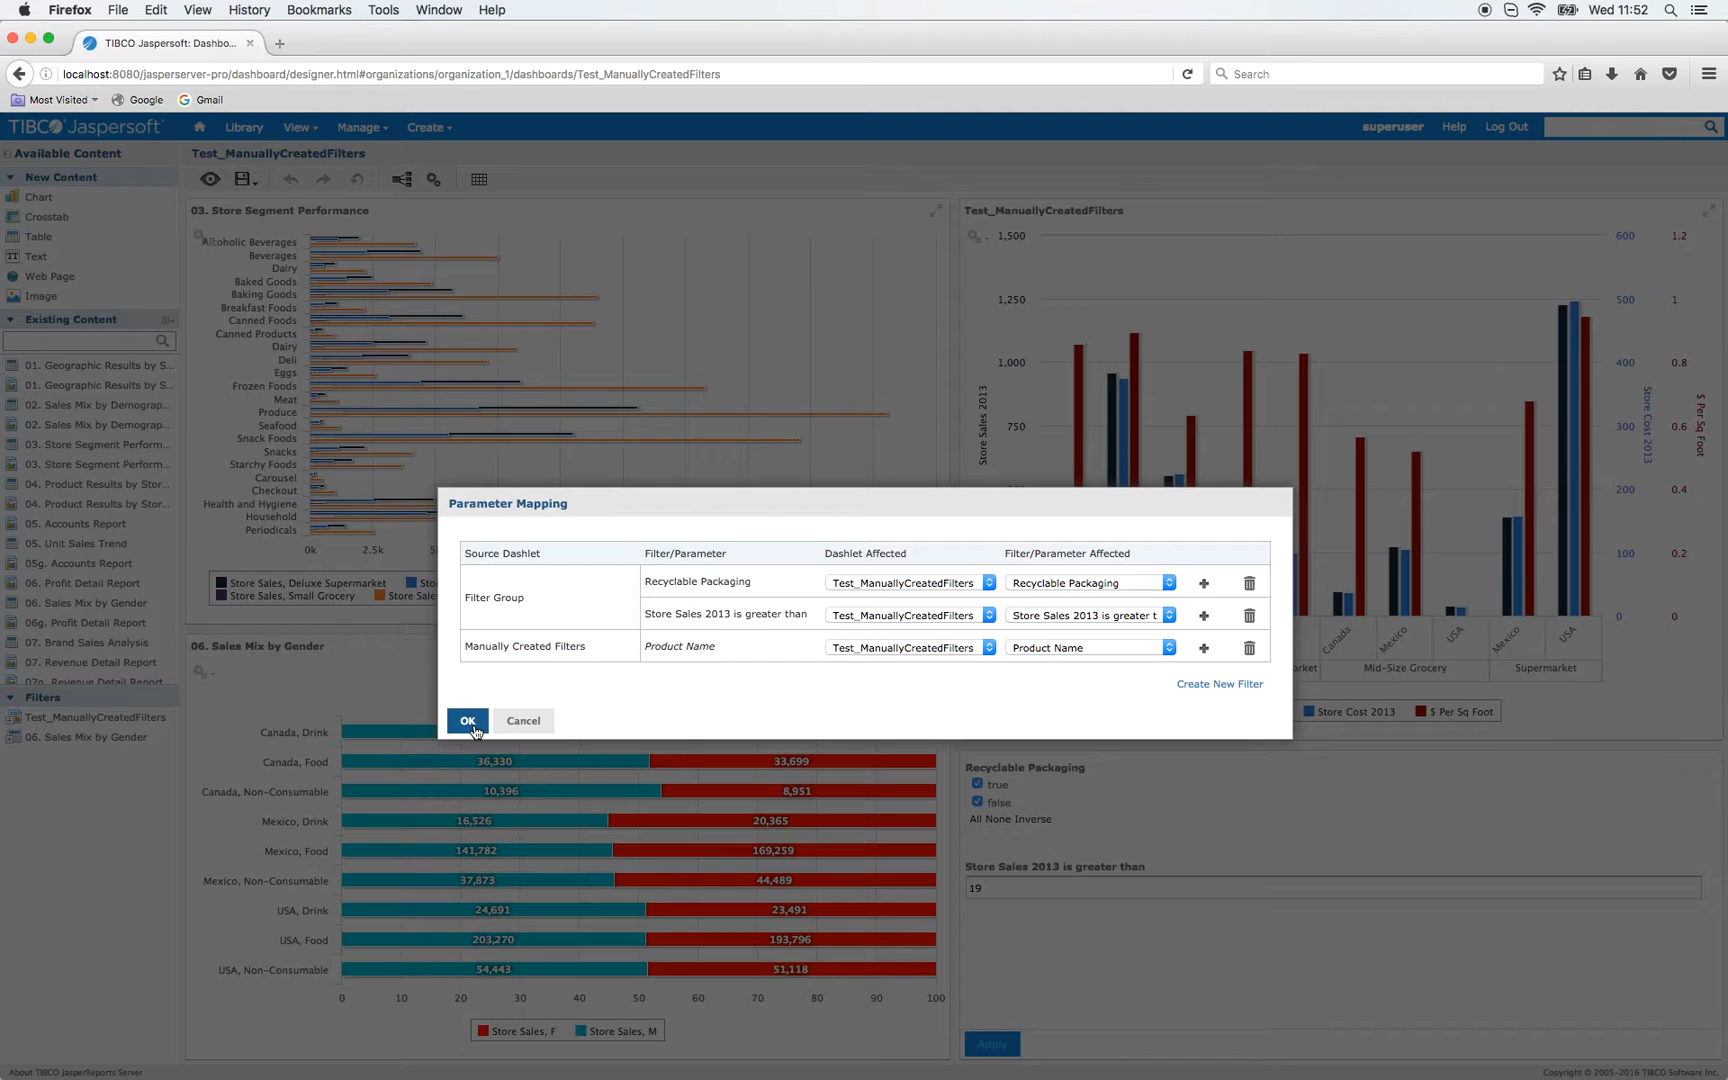 Firefox File Edit View History Bookmarks Tools Window Help Wed 11:52
TIBCO Jaspersoft: Dashbo...
localhost:8080/jasperserver-pro/dashboard/designer.html#organizations/organization_1/dashboards/Test_ManuallyCreatedFilters
Search
Most Visited Google Gmail
TIBCO Jaspersoft Library View Manage Create superuser Help Log Out
Available Content
New Content
Chart
Crosstab
Table
TT Text
Web Page
Image
Existing Content
01. Geographic Results by S...
01. Geographic Results by S...
02. Sales Mix by Demograp...
02. Sales Mix by Demograp...
03. Store Segment Perform...
03. Store Segment Perform...
04. Product Results by Stor...
04. Product Results by Stor...
05. Accounts Report
05. Unit Sales Trend
05g. Accounts Report
06. Profit Detail Report
06. Sales Mix by Gender
06g. Profit Detail Report
07. Brand Sales Analysis
07. Revenue Detail Report
07g. Revenue Detail Report
Filters
Test_ManuallyCreatedFilters
06. Sales Mix by Gender
Test_ManuallyCreatedFilters
03. Store Segment Performance
Alcoholic Beverages
Beverages
Dairy
Baked Goods
Baking Goods
Breakfast Foods
Canned Foods
Canned Products
Dairy
Deli
Eggs
Frozen Foods
Meat
Produce
Seafood
Snack Foods
Snacks
Starchy Foods
Carousel
Checkout
Health and Hygiene
Household
Periodicals
0k 2.5k
Store Sales, Deluxe Supermarket
Store Sales, Small Grocery
Test_ManuallyCreatedFilters
1,500
1,250
1,000
750
Store Sales 2013
600
500
400
300
200
100
0
Store Cost 2013
1.2
1
0.8
0.6
0.4
0.2
0
$ Per Sq Foot
Canada Mexico USA Mexico USA
Mid-Size Grocery Supermarket
Store Cost 2013 $ Per Sq Foot
Parameter Mapping
Source Dashlet Filter/Parameter Dashlet Affected Filter/Parameter Affected
Filter Group
Recyclable Packaging Test_ManuallyCreatedFilters Recyclable Packaging
Store Sales 2013 is greater than Test_ManuallyCreatedFilters Store Sales 2013 is greater t
Manually Created Filters Product Name Test_ManuallyCreatedFilters Product Name
Create New Filter
OK Cancel
06. Sales Mix by Gender
Canada, Drink
Canada, Food 36,330 33,699
Canada, Non-Consumable 10,396 8,951
Mexico, Drink 16,526 20,365
Mexico, Food 141,782 169,259
Mexico, Non-Consumable 37,873 44,489
USA, Drink 24,691 23,491
USA, Food 203,270 193,796
USA, Non-Consumable 54,443 51,118
0 10 20 30 40 50 60 70 80 90 100
Store Sales, F Store Sales, M
Recyclable Packaging
true
false
All None Inverse
Store Sales 2013 is greater than
19
Apply
About TIBCO JasperReports Server
Copyright © 2005-2016 TIBCO Software Inc.